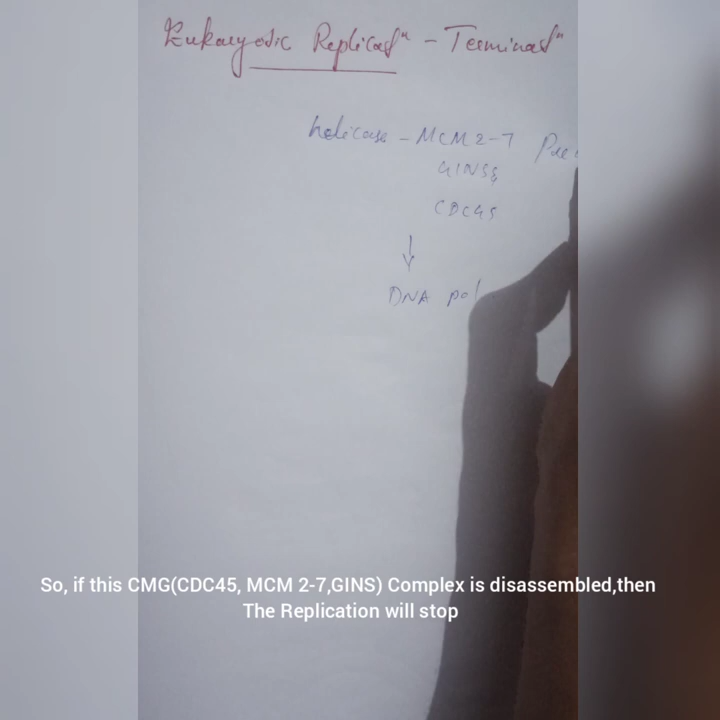 Eukaryotic Replicatⁿ - Terminatⁿ
helicase - MCM 2-7
GINS
CDC45
↓
DNA pol
So, if this CMG(CDC45, MCM 2-7,GINS) Complex is disassembled,then
The Replication will stop